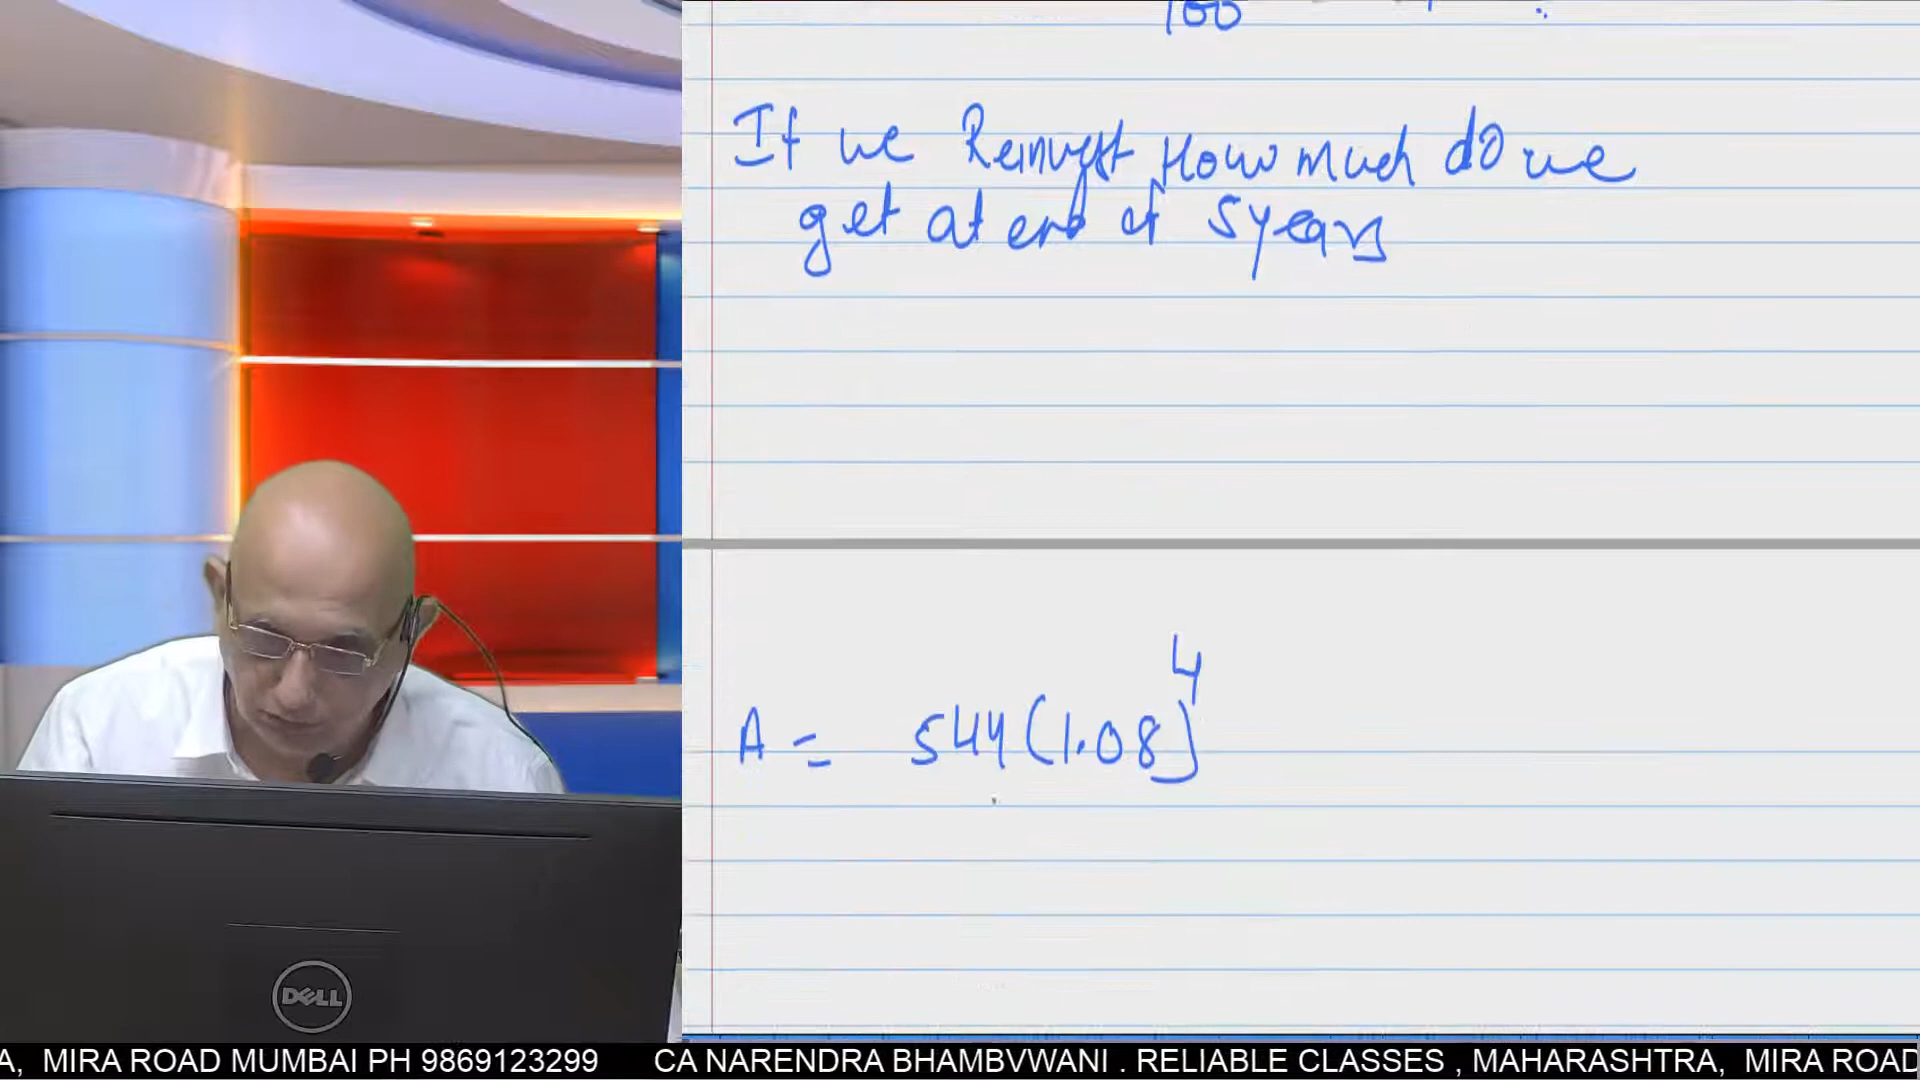 100
If we Reinvest How much do we
get at end of 5 years
4
A = 544(1.08)
DELL
A, MIRA ROAD MUMBAI PH 9869123299 CA NARENDRA BHAMBVWANI . RELIABLE CLASSES , MAHARASHTRA, MIRA ROAD